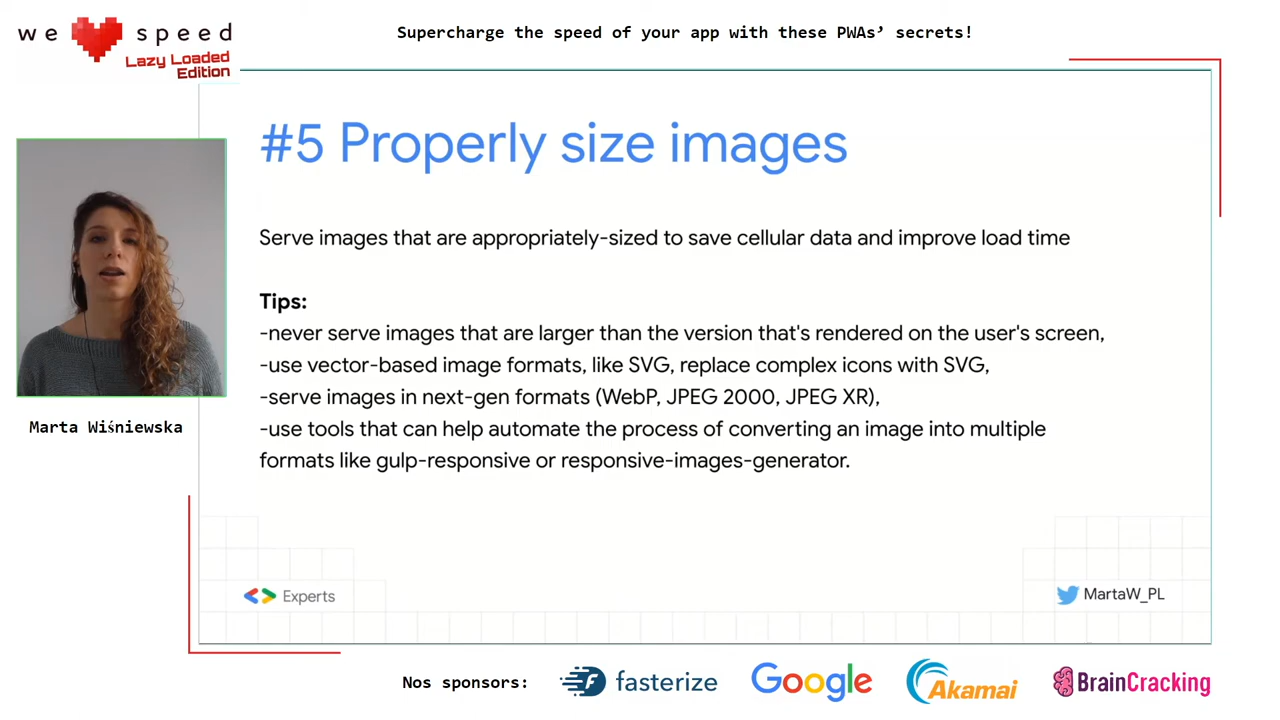 we speed
Lazy Loaded
Edition
Supercharge the speed of your app with these PWAs’ secrets!
#5 Properly size images
Serve images that are appropriately-sized to save cellular data and improve load time
Tips:
-never serve images that are larger than the version that's rendered on the user's screen,
-use vector-based image formats, like SVG, replace complex icons with SVG,
-serve images in next-gen formats (WebP, JPEG 2000, JPEG XR),
-use tools that can help automate the process of converting an image into multiple
formats like gulp-responsive or responsive-images-generator.
Marta Wiśniewska
Experts
MartaW_PL
Nos sponsors:
fasterize
Google
Akamai
BrainCracking